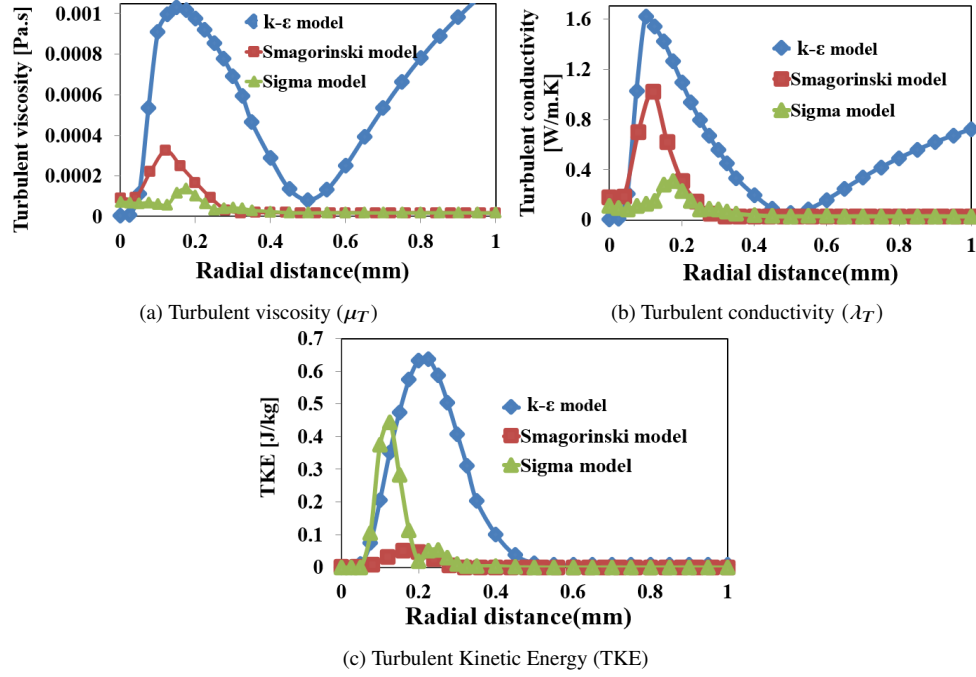 Turbulent viscosity [Pa.s]
0.001
0.0008
0.0006
0.0004
0.0002
0
k-ε model
Smagorinski model
Sigma model
0 0.2 0.4 0.6 0.8 1
Radial distance(mm)
(a) Turbulent viscosity (μT)
Turbulent conductivity
[W/m.K]
1.6
1.2
0.8
0.4
0
k-ε model
Smagorinski model
Sigma model
0 0.2 0.4 0.6 0.8 1
Radial distance(mm)
(b) Turbulent conductivity (λT)
TKE [J/kg]
0.7
0.6
0.5
0.4
0.3
0.2
0.1
0
k-ε model
Smagorinski model
Sigma model
0 0.2 0.4 0.6 0.8 1
Radial distance(mm)
(c) Turbulent Kinetic Energy (TKE)